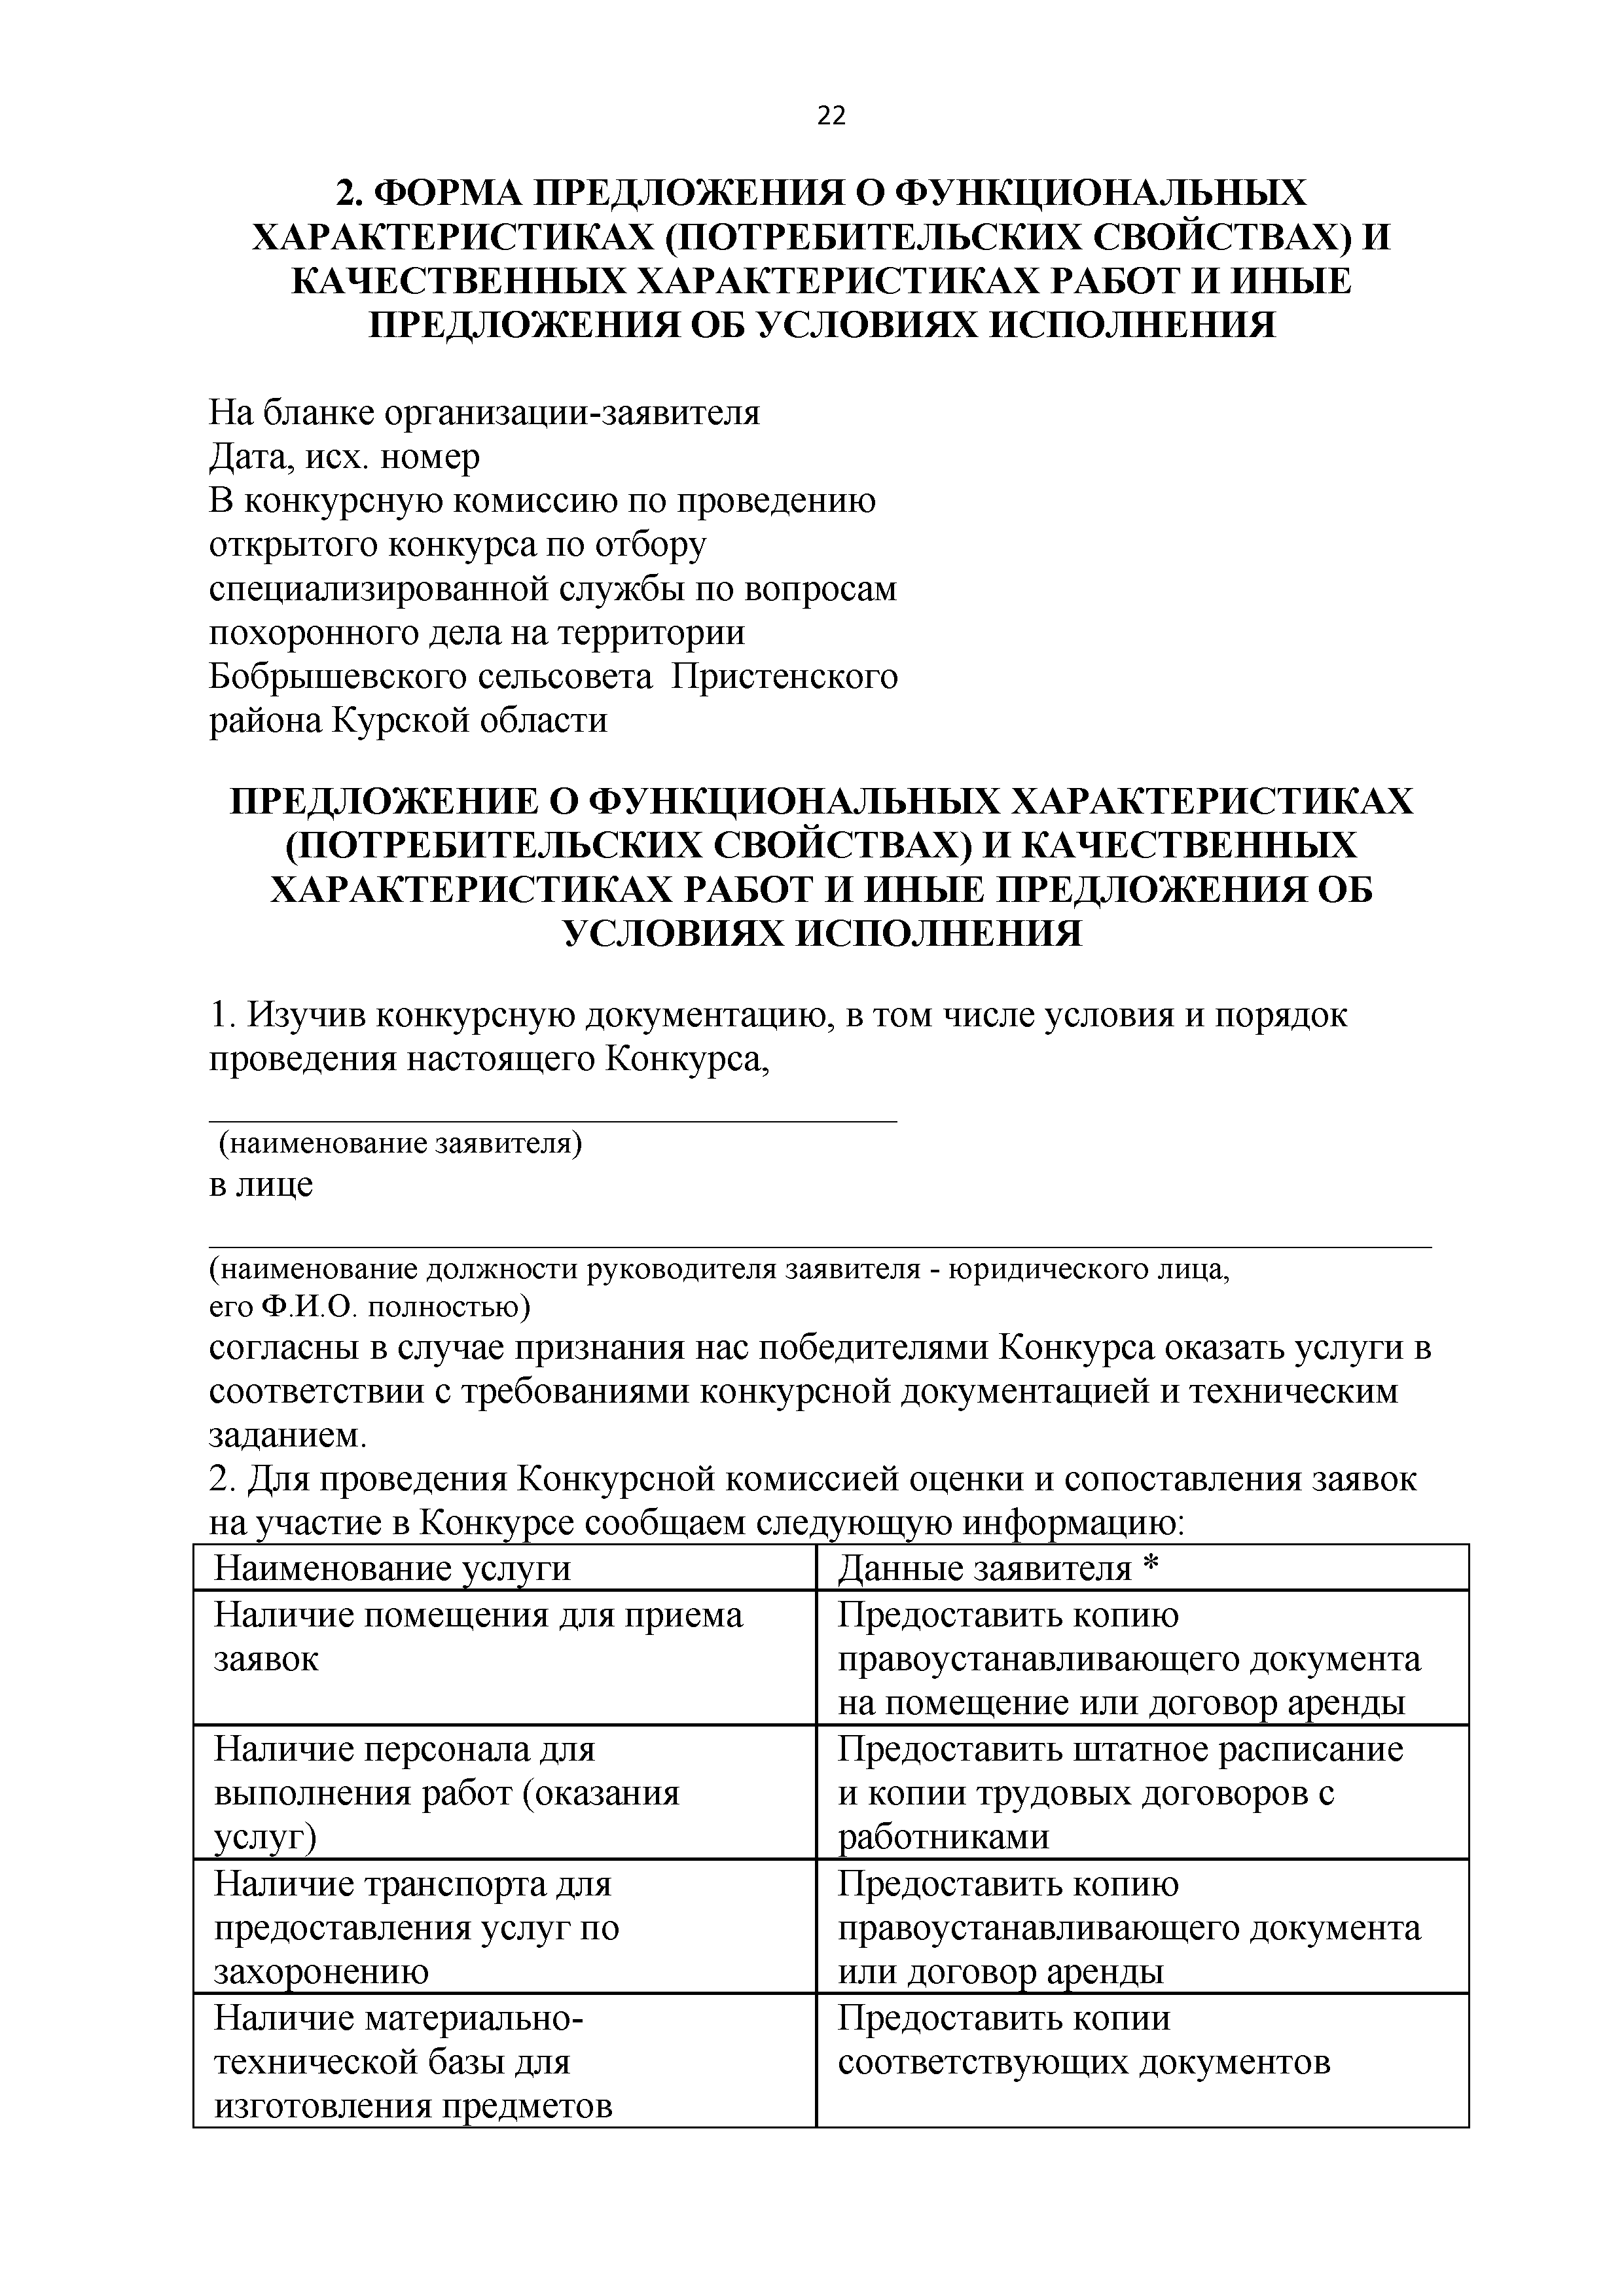 22
2. ФОРМА ПРЕДЛОЖЕНИЯ О ФУНКЦИОНАЛЬНЫХ
ХАРАКТЕРИСТИКАХ (ПОТРЕБИТЕЛЬСКИХ СВОЙСТВАХ) И
КАЧЕСТВЕННЫХ ХАРАКТЕРИСТИКАХ РАБОТ И ИНЫЕ
ПРЕДЛОЖЕНИЯ ОБ УСЛОВИЯХ ИСПОЛНЕНИЯ
На бланке организации-заявителя
Дата, исх. номер
В конкурсную комиссию по проведению
открытого конкурса по отбору
специализированной службы по вопросам
похоронного дела на территории
Бобрышевского сельсовета  Пристенского
района Курской области
ПРЕДЛОЖЕНИЕ О ФУНКЦИОНАЛЬНЫХ ХАРАКТЕРИСТИКАХ
(ПОТРЕБИТЕЛЬСКИХ СВОЙСТВАХ) И КАЧЕСТВЕННЫХ
ХАРАКТЕРИСТИКАХ РАБОТ И ИНЫЕ ПРЕДЛОЖЕНИЯ ОБ
УСЛОВИЯХ ИСПОЛНЕНИЯ
1. Изучив конкурсную документацию, в том числе условия и порядок
проведения настоящего Конкурса,
(наименование заявителя)
в лице
(наименование должности руководителя заявителя - юридического лица,
его Ф.И.О. полностью)
согласны в случае признания нас победителями Конкурса оказать услуги в
соответствии с требованиями конкурсной документацией и техническим
заданием.
2. Для проведения Конкурсной комиссией оценки и сопоставления заявок
на участие в Конкурсе сообщаем следующую информацию:
Наименование услуги
Данные заявителя *
Наличие помещения для приема
заявок
Предоставить копию
правоустанавливающего документа
на помещение или договор аренды
Наличие персонала для
выполнения работ (оказания
услуг)
Предоставить штатное расписание
и копии трудовых договоров с
работниками
Наличие транспорта для
предоставления услуг по
захоронению
Предоставить копию
правоустанавливающего документа
или договор аренды
Наличие материально-
технической базы для
изготовления предметов
Предоставить копии
соответствующих документов